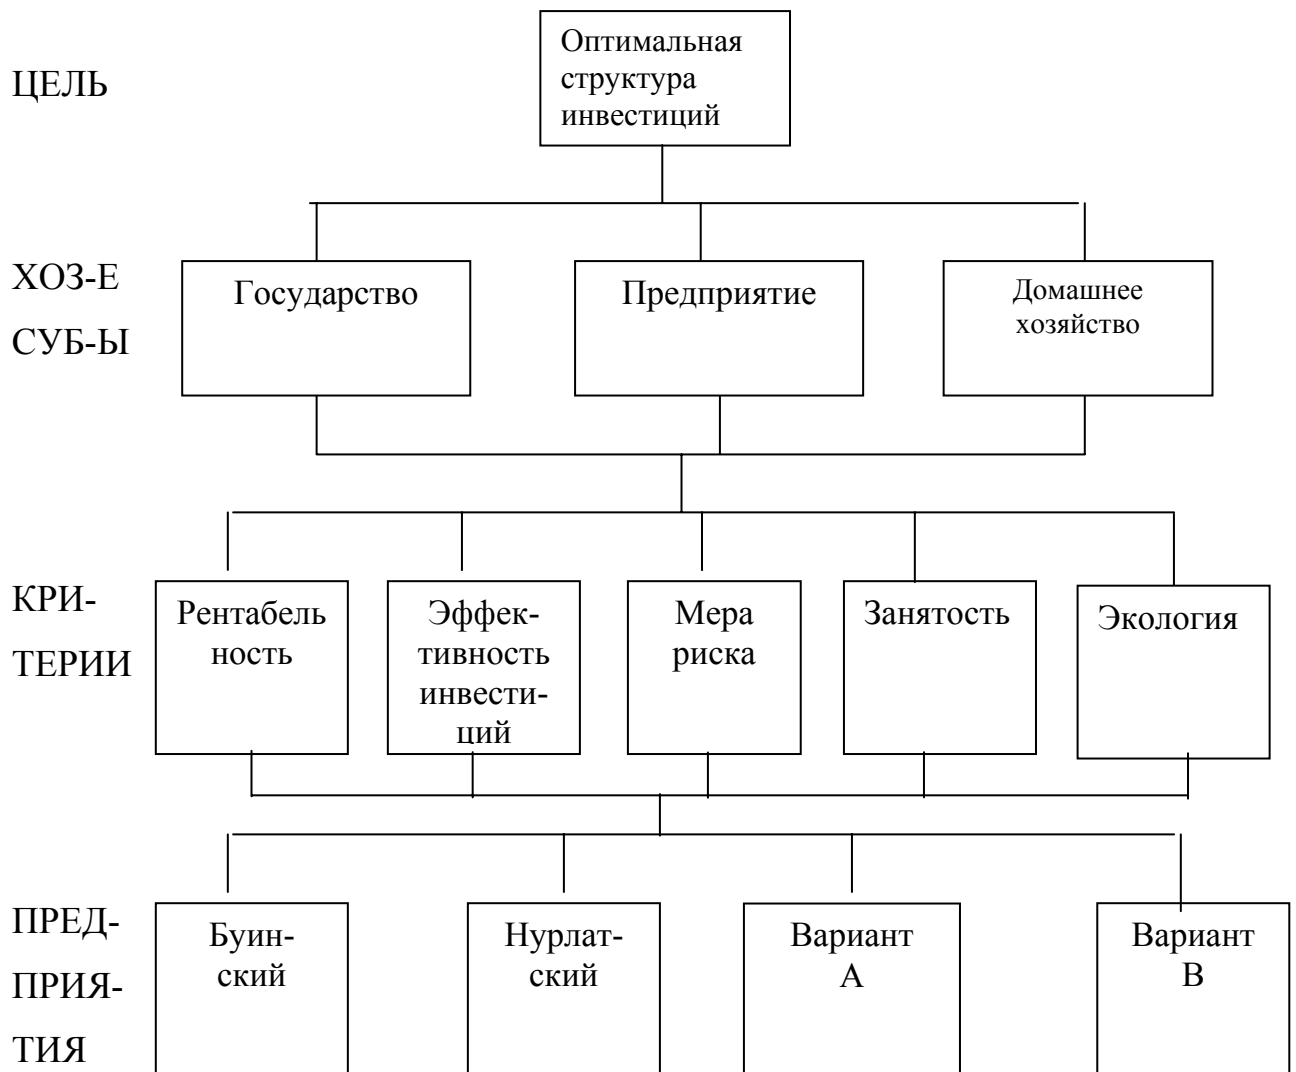 ЦЕЛЬ
Оптимальная
структура
инвестиций
ХОЗ-Е
СУБ-Ы
Государство
Предприятие
Домашнее
хозяйство
КРИ-
ТЕРИИ
Рентабель
ность
Эффек-
тивность
инвести-
ций
Мера
риска
Занятость
Экология
ПРЕД-
ПРИЯ-
ТИЯ
Буин-
ский
Нурлат-
ский
Вариант
А
Вариант
В